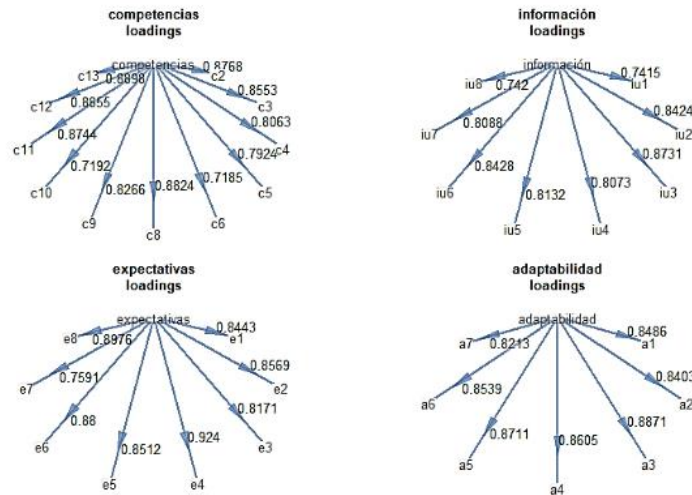 competencias
loadings
competencias
0.8768
c13
0.8898
c2
c12
0.8855
0.8553
c3
c11
0.8744
0.8063
c4
c10
0.7192
0.7924
c5
c9
0.8266
0.8824
0.7185
c6
c8
información
loadings
información
iu8
0.742
0.7415
iu1
iu7
0.8088
0.8424
iu2
iu6
0.8428
0.8731
iu3
0.8132
0.8073
iu5
iu4
expectativas
loadings
expectativas
e8
0.8976
0.8443
e1
e7
0.7591
0.8569
e2
e6
0.88
0.8171
e3
0.8512
0.924
e5
e4
adaptabilidad
loadings
adaptabilidad
a7
0.8213
0.8486
a1
a6
0.8539
0.8403
a2
a5
0.8711
0.8605
0.8871
a3
a4